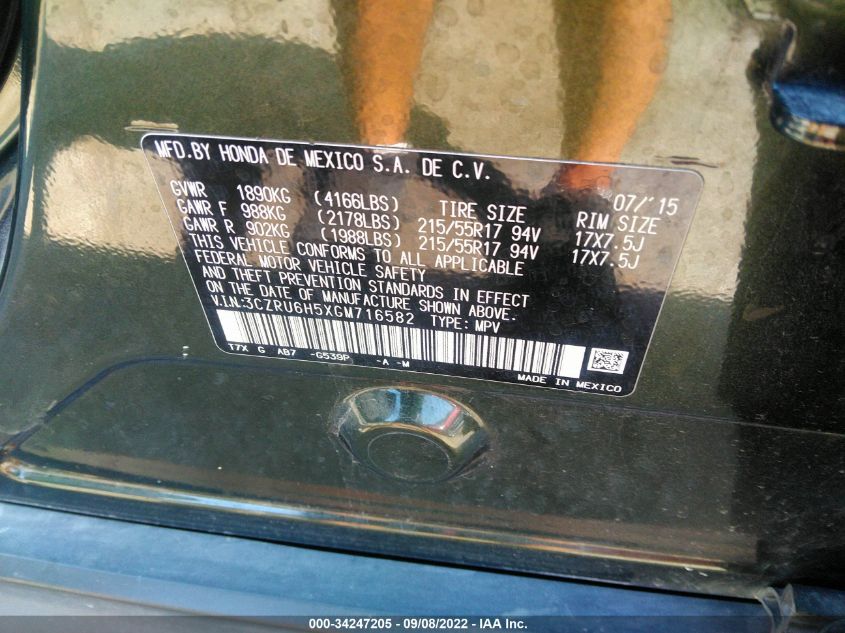 MFD.BY HONDA DE MEXICO S.A. DE C.V.
07/'15
GVWR 1890KG (4166LBS) TIRE SIZE RIM SIZE
GAWR F 988KG (2178LBS) 215/55R17 94V 17X7.5J
GAWR R 902KG (1988LBS) 215/55R17 94V 17X7.5J
THIS VEHICLE CONFORMS TO ALL APPLICABLE
FEDERAL MOTOR VEHICLE SAFETY
AND THEFT PREVENTION STANDARDS IN EFFECT
ON THE DATE OF MANUFACTURE SHOWN ABOVE.
V.I.N:3CZRU6H5XGM716582 TYPE: MPV
T7X G AB7 -G539P -A -M
MADE IN MEXICO
000-34247205 - 09/08/2022 - IAA Inc.